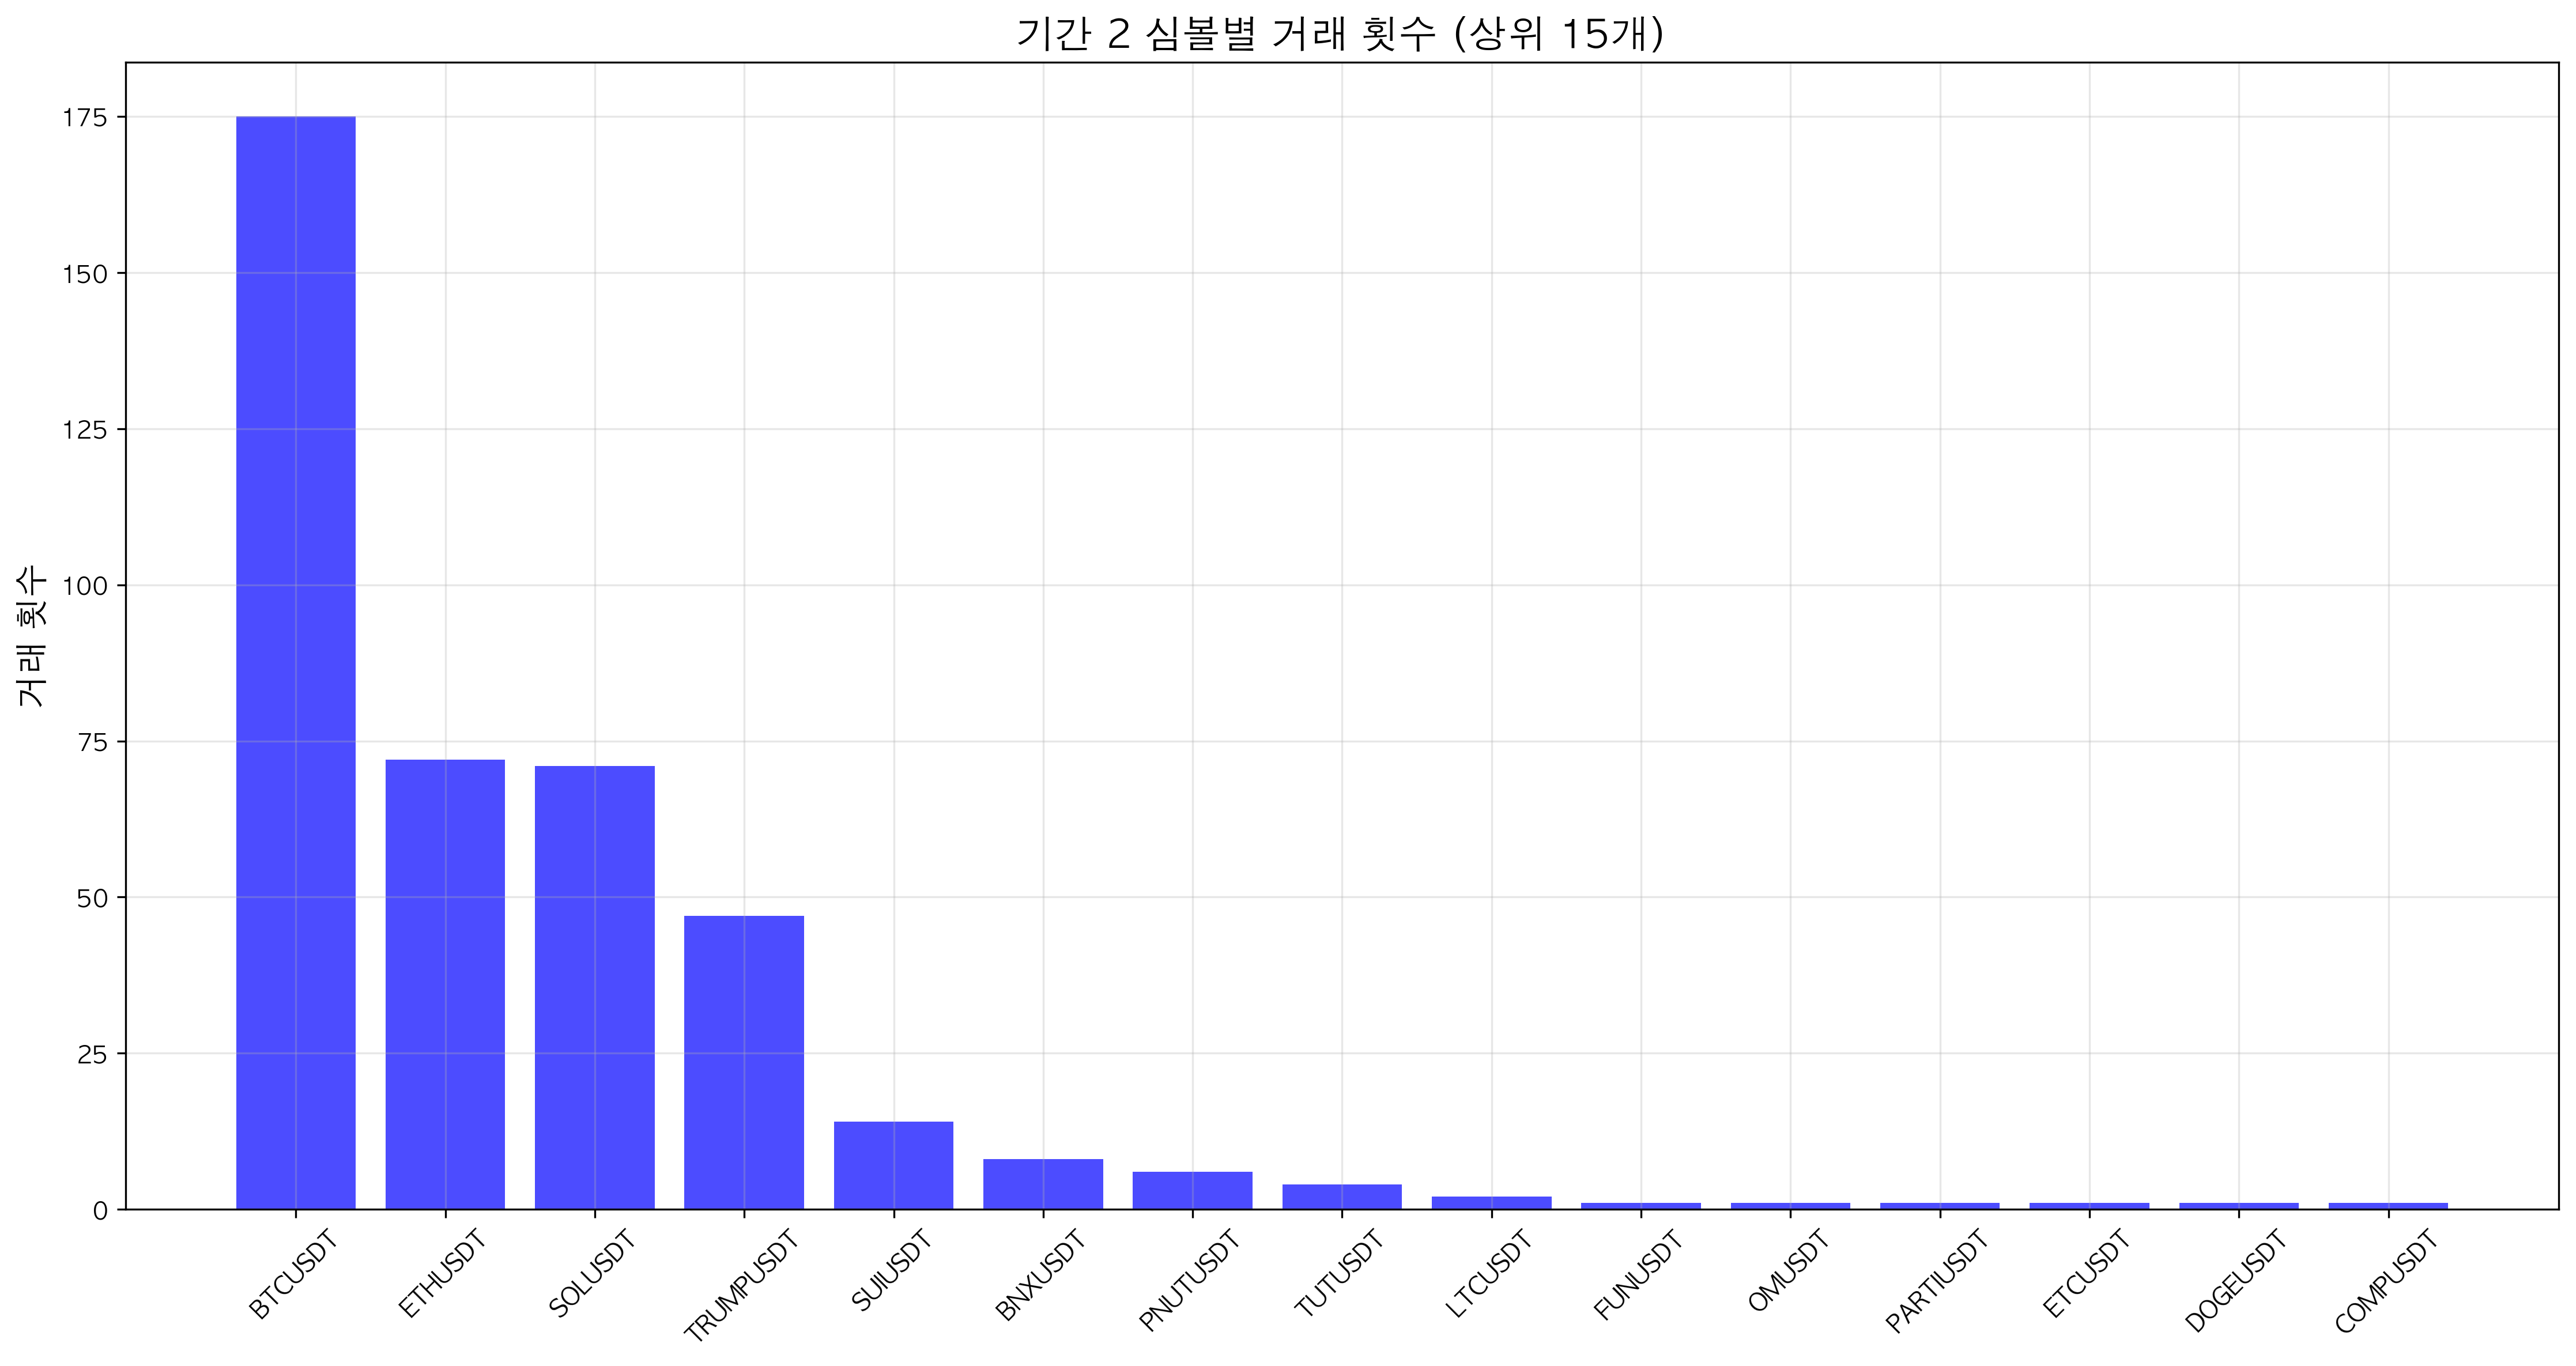 기간 2 심볼별 거래 횟수 (상위 15개)
거래 횟수
175
150
125
100
75
50
25
0
BTCUSDT
ETHUSDT
SOLUSDT
TRUMPUSDT
SUIUSDT
BNXUSDT
PNUTUSDT
TUTUSDT
LTCUSDT
FUNUSDT
OMUSDT
PARTIUSDT
ETCUSDT
DOGEUSDT
COMPUSDT